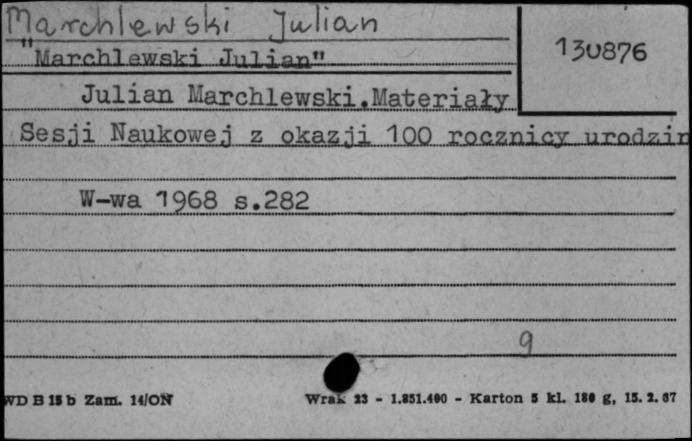 Marchlewski Julian
"Marchlewski Julian"
130876
Julian Marchlewski.Materiały
Sesji Naukowej z okazji 100 rocznicy urodzin
W-wa 1968 s.282
9
WD B 15 b Zam. 14/ON
Wrak 23 - 1.851.400 - Karton 5 kl. 180 g, 15. 2. 67